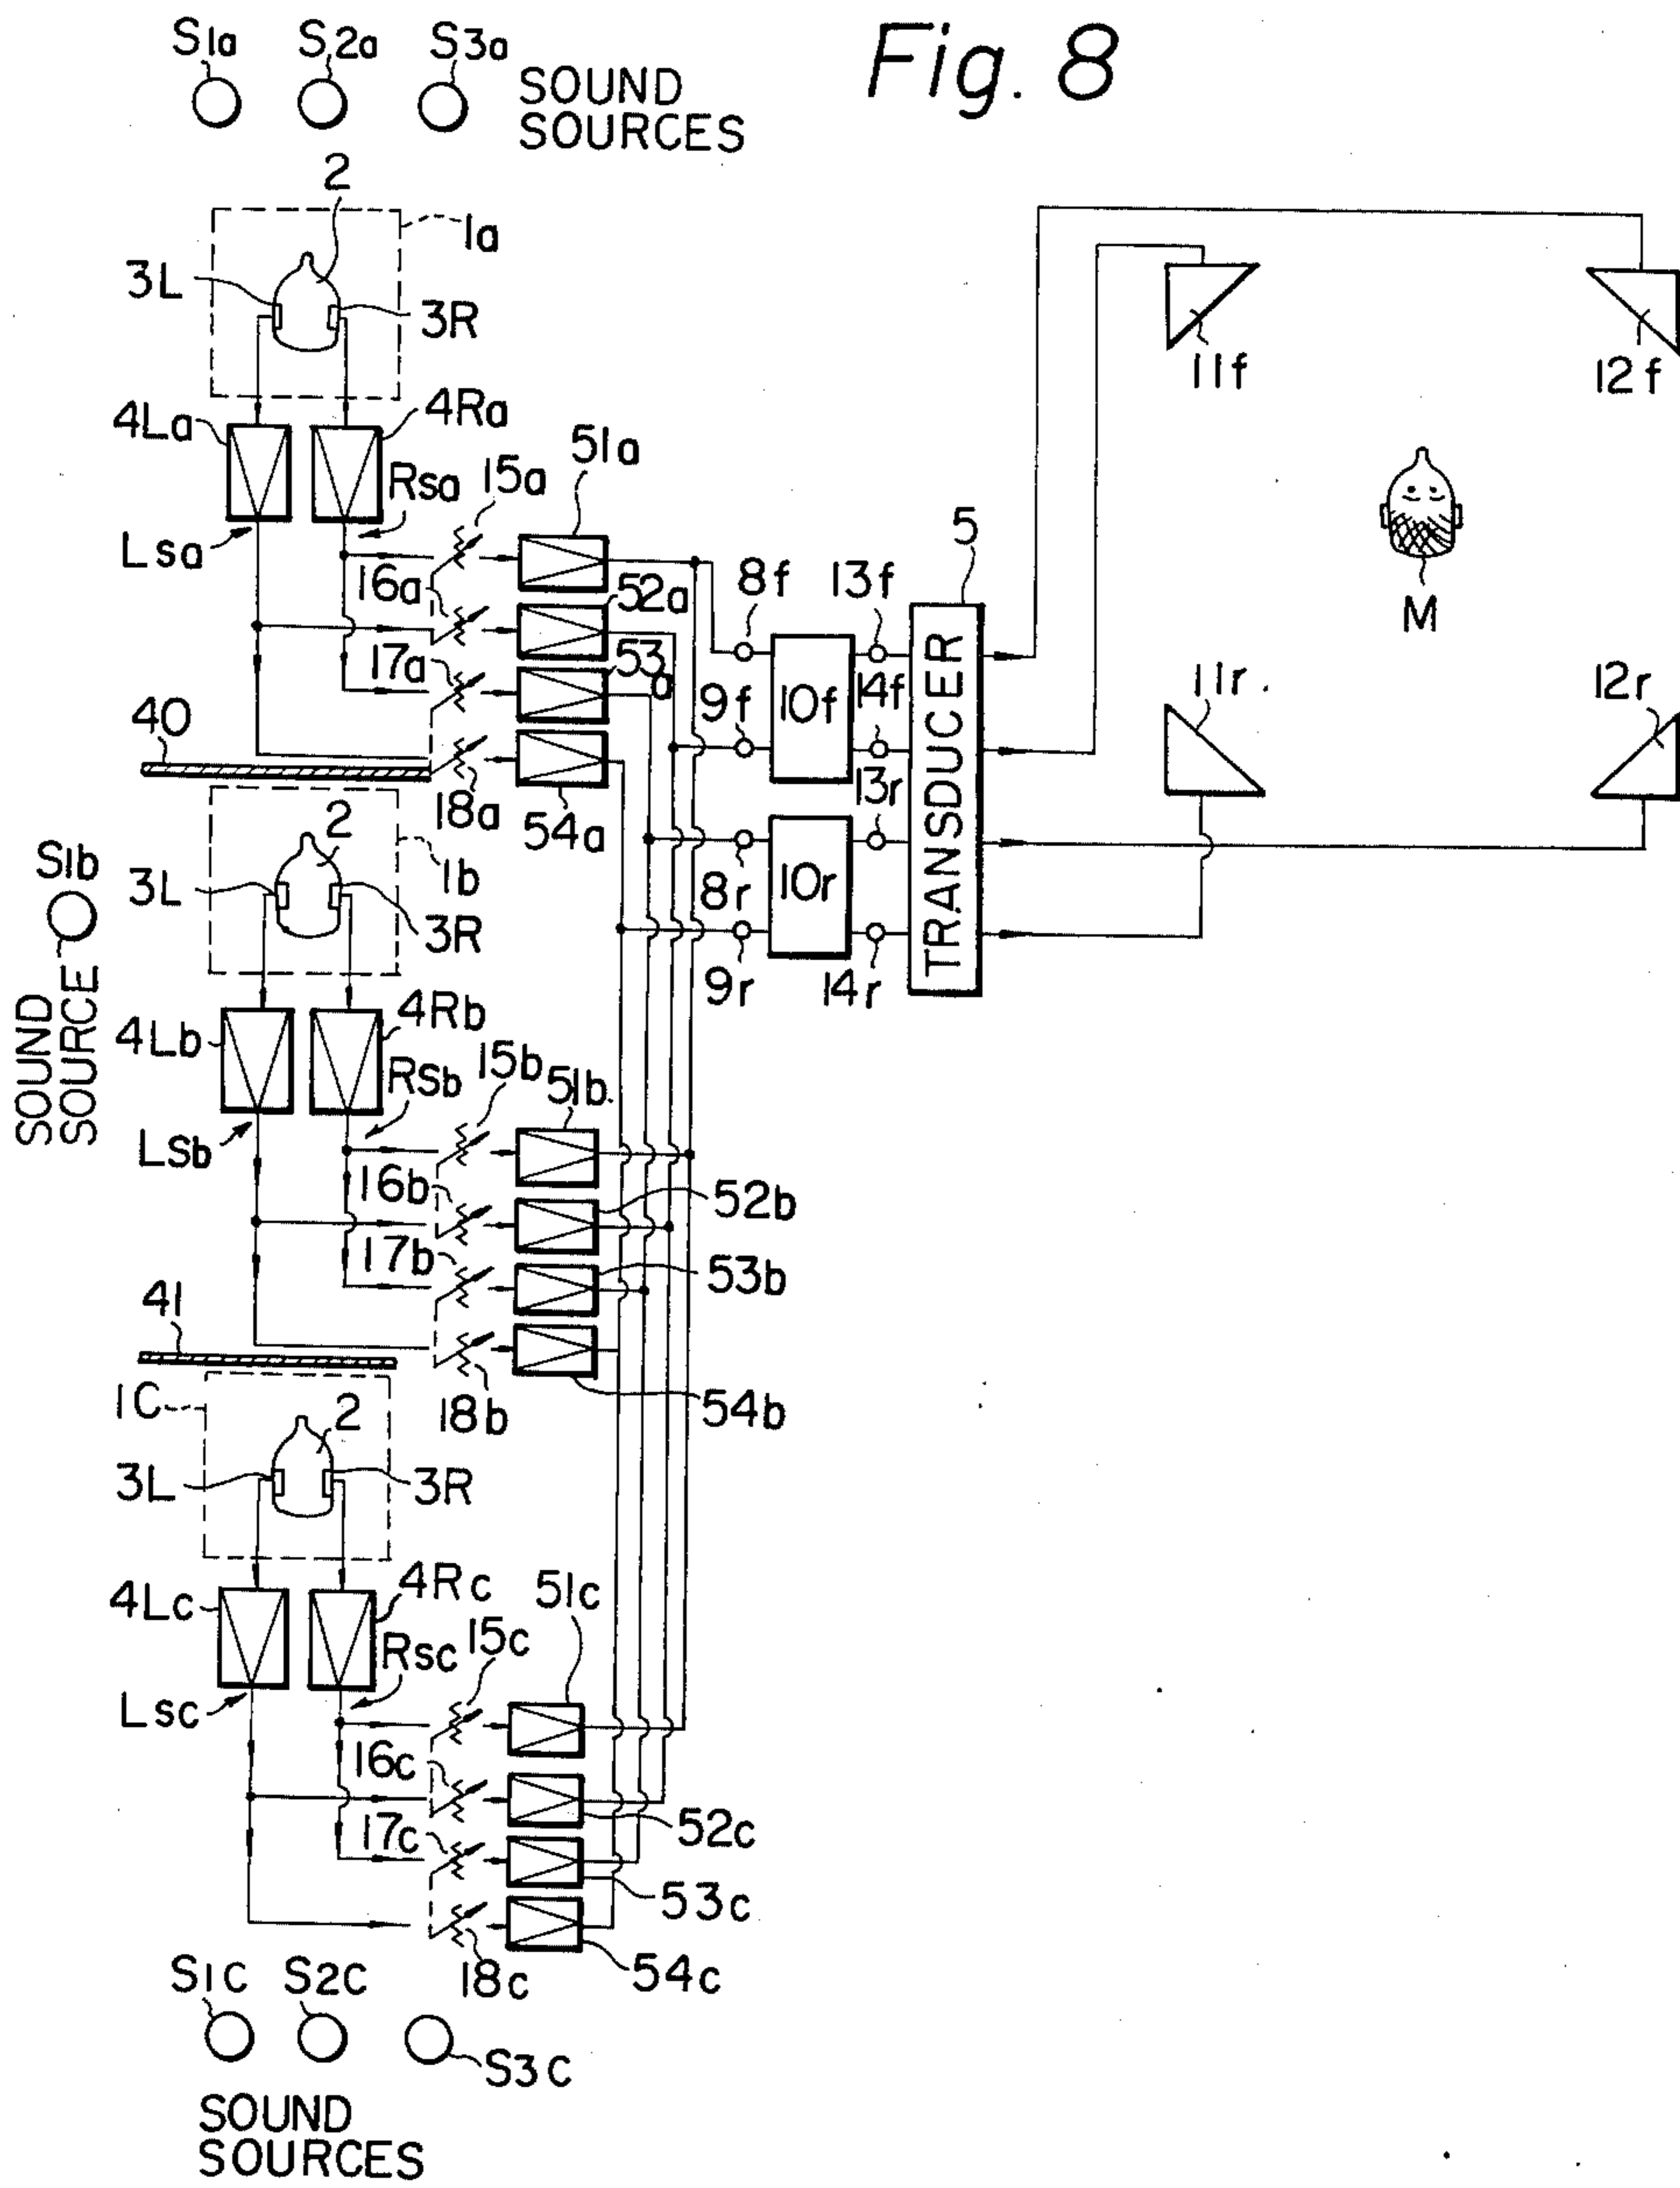 Fig. 8
S1a S2a S3a
SOUND
SOURCES
2
1a
3L
3R
4La
4Ra
Rsa
Lsa
15a
51a
16a
52a
17a
53a
18a
54a
40
8f
13f
5
9f
14f
10f
13r
8r
10r
9r
14r
TRANSDUCER
11f
12f
M
11r
12r
S1b
SOUND
SOURCE
2
1b
3L
3R
4Lb
4Rb
RSb
LSb
15b
51b
16b
52b
17b
53b
18b
54b
41
1C
2
3L
3R
4Lc
4Rc
Rsc
Lsc
15c
51c
16c
52c
17c
53c
18c
54c
S1C S2C
S3C
SOUND
SOURCES